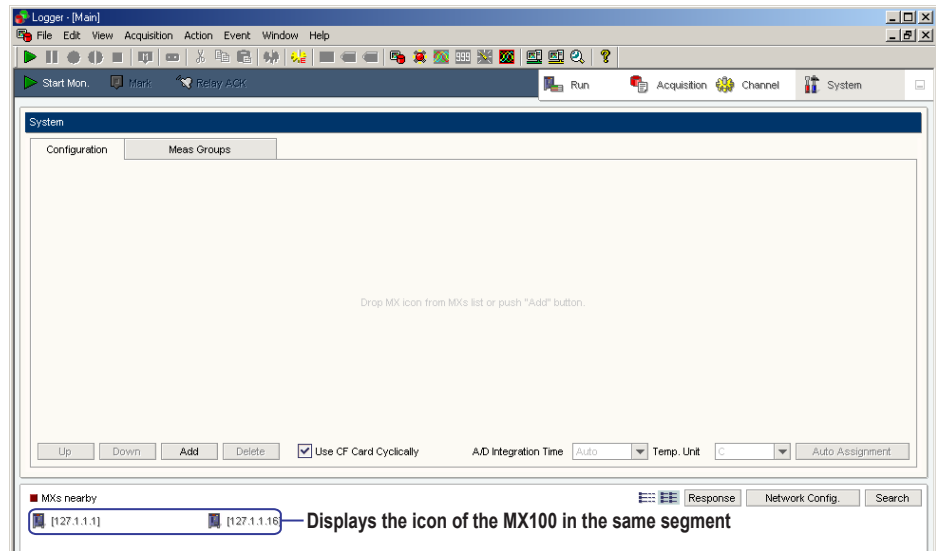 Logger - [Main]
File Edit View Acquisition Action Event Window Help
Start Mon. Mark Relay ACK Run Acquisition Channel System
System
Configuration Meas Groups
Drop MX icon from MXs list or push "Add" button.
Up Down Add Delete Use CF Card Cyclically A/D Integration Time Auto Temp. Unit C Auto Assignment
MXs nearby Response Network Config. Search
[127.1.1.1] [127.1.1.16] Displays the icon of the MX100 in the same segment